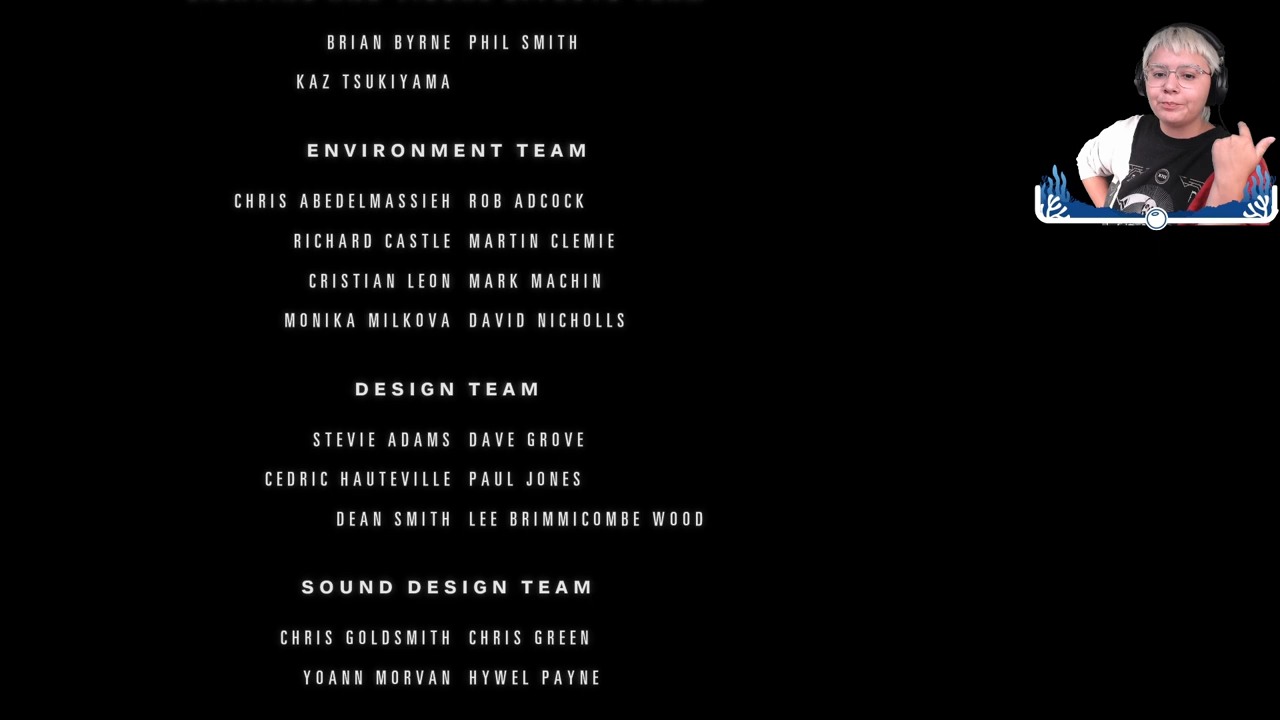 BRIAN BYRNE PHIL SMITH
KAZ TSUKIYAMA
ENVIRONMENT TEAM
CHRIS ABEDELMASSIEH ROB ADCOCK
RICHARD CASTLE MARTIN CLEMIE
CRISTIAN LEON MARK MACHIN
MONIKA MILKOVA DAVID NICHOLLS
DESIGN TEAM
STEVIE ADAMS DAVE GROVE
CEDRIC HAUTEVILLE PAUL JONES
DEAN SMITH LEE BRIMMICOMBE WOOD
SOUND DESIGN TEAM
CHRIS GOLDSMITH CHRIS GREEN
YOANN MORVAN HYWEL PAYNE